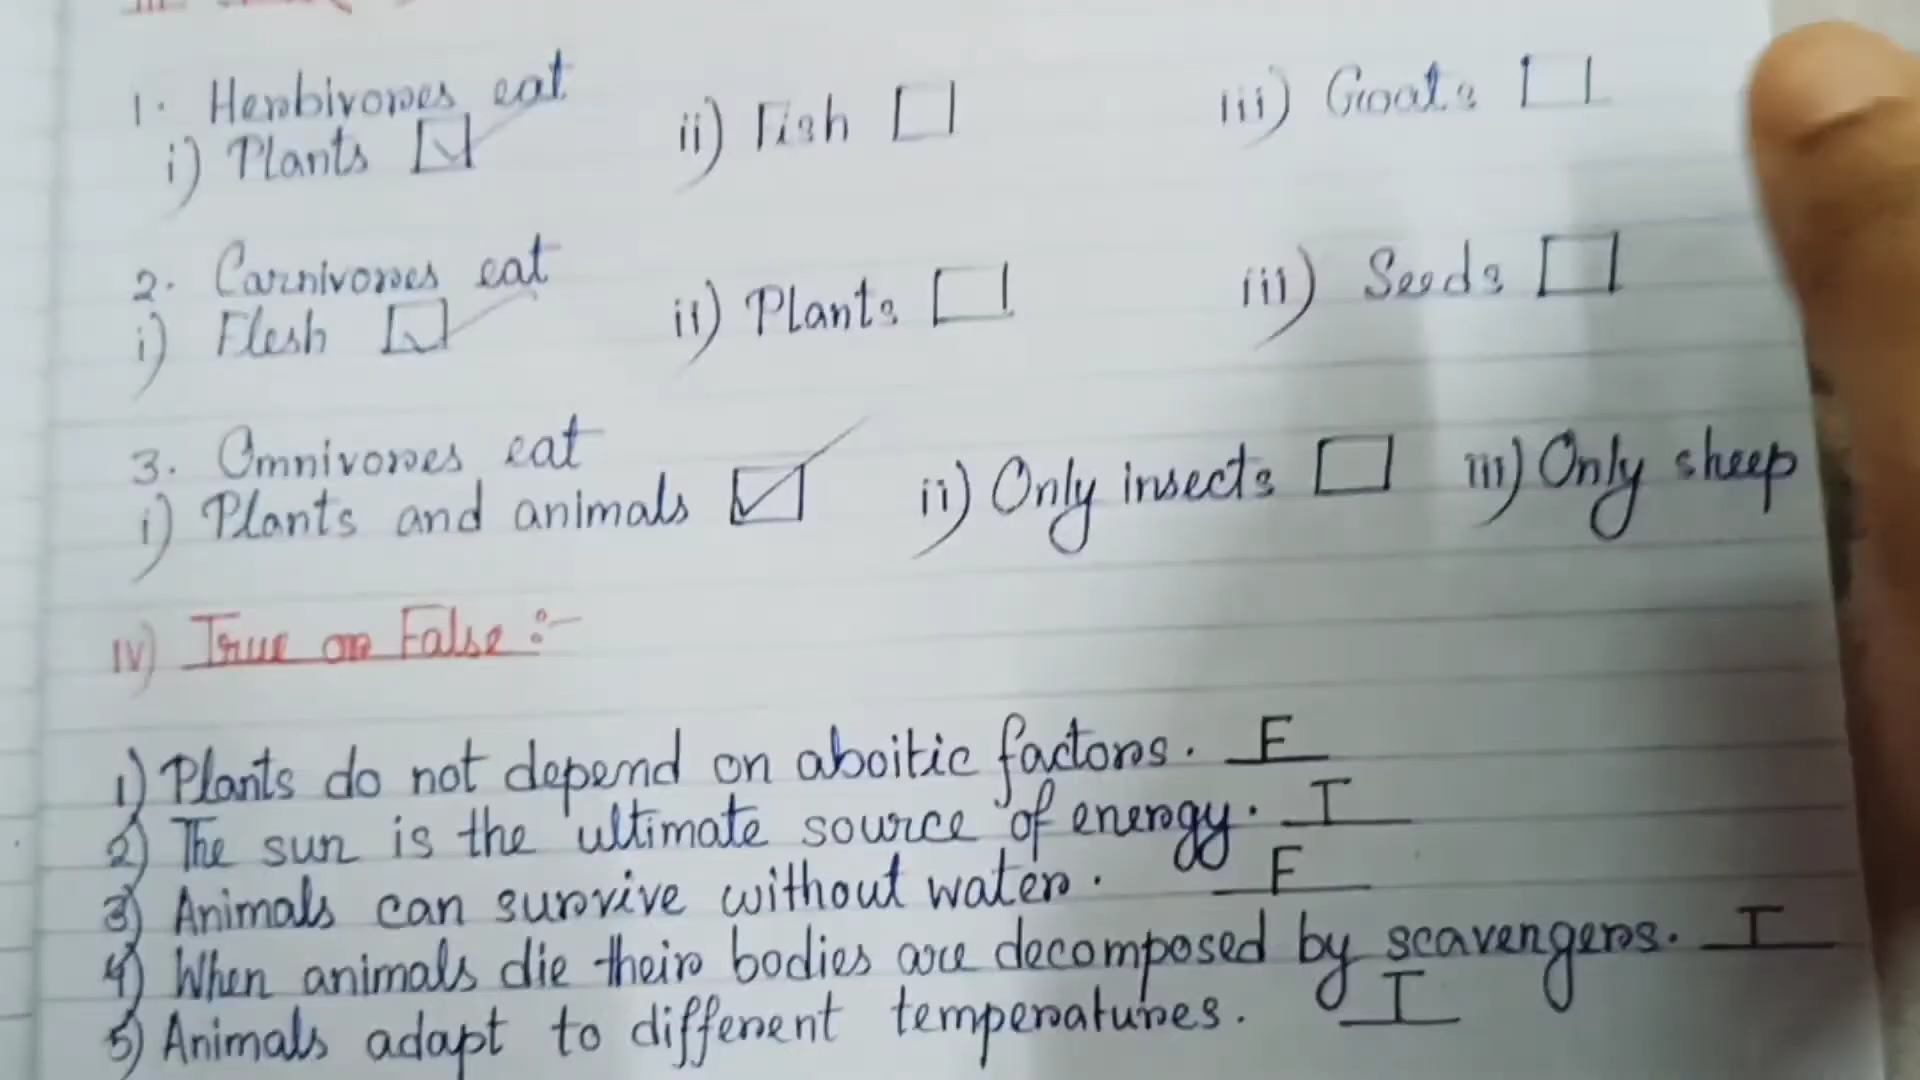 1. Herbivores eat
i) Plants ii) Fish iii) Goats
2. Carnivores eat
i) Flesh ii) Plants iii) Seeds
3. Omnivores eat
i) Plants and animals ii) Only insects iii) Only sheep
IV) True or False :-
1) Plants do not depend on aboitic factors. F
2) The sun is the ultimate source of energy. T
3) Animals can survive without water. F
4) When animals die their bodies are decomposed by scavengers. T
5) Animals adapt to different temperatures. T